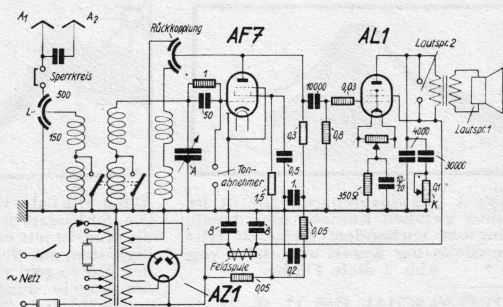 A1
A2
Rückkopplung
AF7
AL1
Lautspr.2
Sperrkreis
500
L
150
1
50
10000
0,03
4000
Lautspr.1
0,3
0,8
A
Ton-
abnehmer
0,5
1,5
1
350Ω
10-
20
30000
0,1
K
8
8
Feldspule
0,05
0,2
0,05
~ Netz
AZ1